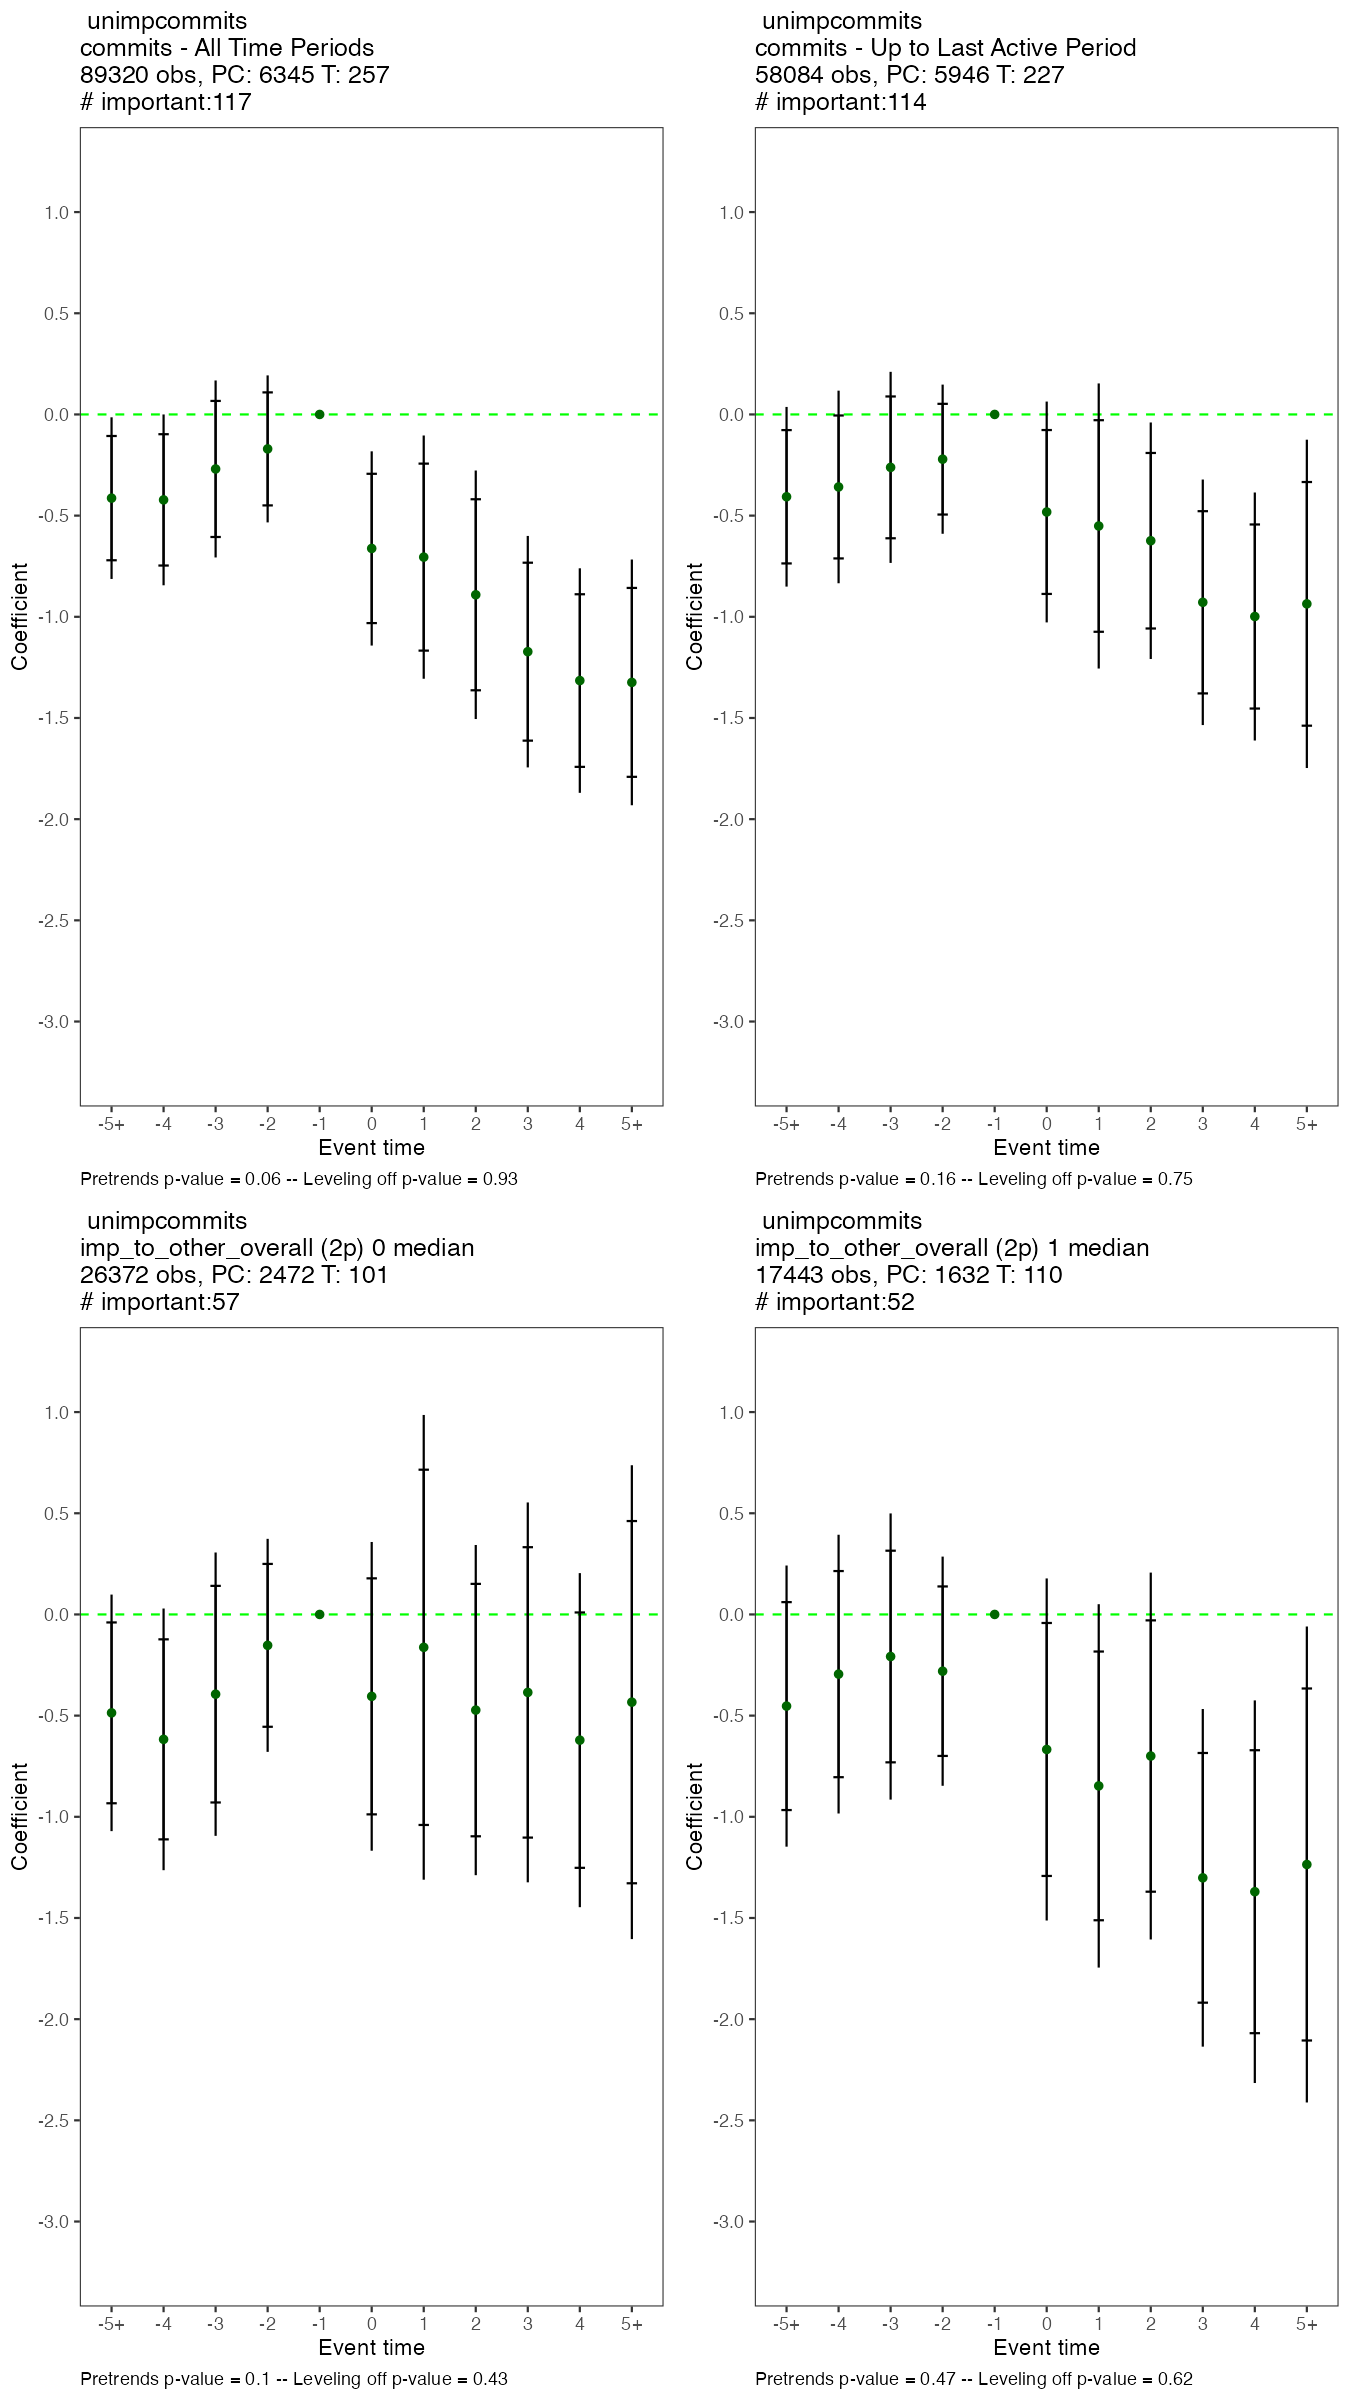 unimpcommits
commits - All Time Periods
89320 obs, PC: 6345 T: 257
# important:117
1.0
0.5
0.0
-0.5
-1.0
-1.5
-2.0
-2.5
-3.0
Coefficient
-5+ -4 -3 -2 -1 0 1 2 3 4 5+
Event time
Pretrends p-value = 0.06 -- Leveling off p-value = 0.93
unimpcommits
commits - Up to Last Active Period
58084 obs, PC: 5946 T: 227
# important:114
1.0
0.5
0.0
-0.5
-1.0
-1.5
-2.0
-2.5
-3.0
Coefficient
-5+ -4 -3 -2 -1 0 1 2 3 4 5+
Event time
Pretrends p-value = 0.16 -- Leveling off p-value = 0.75
unimpcommits
imp_to_other_overall (2p) 0 median
26372 obs, PC: 2472 T: 101
# important:57
1.0
0.5
0.0
-0.5
-1.0
-1.5
-2.0
-2.5
-3.0
Coefficient
-5+ -4 -3 -2 -1 0 1 2 3 4 5+
Event time
Pretrends p-value = 0.1 -- Leveling off p-value = 0.43
unimpcommits
imp_to_other_overall (2p) 1 median
17443 obs, PC: 1632 T: 110
# important:52
1.0
0.5
0.0
-0.5
-1.0
-1.5
-2.0
-2.5
-3.0
Coefficient
-5+ -4 -3 -2 -1 0 1 2 3 4 5+
Event time
Pretrends p-value = 0.47 -- Leveling off p-value = 0.62